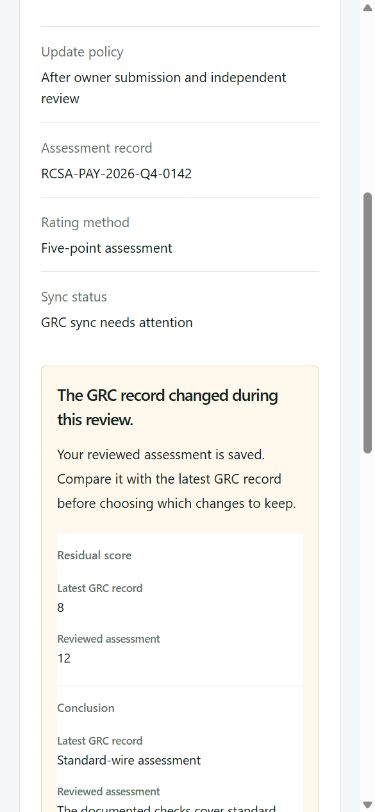 Update policy
After owner submission and independent
review
Assessment record
RCSA-PAY-2026-Q4-0142
Rating method
Five-point assessment
Sync status
GRC sync needs attention
The GRC record changed during
this review.
Your reviewed assessment is saved.
Compare it with the latest GRC record
before choosing which changes to keep.
Residual score
Latest GRC record
8
Reviewed assessment
12
Conclusion
Latest GRC record
Standard-wire assessment
Reviewed assessment
The documented checks cover standard